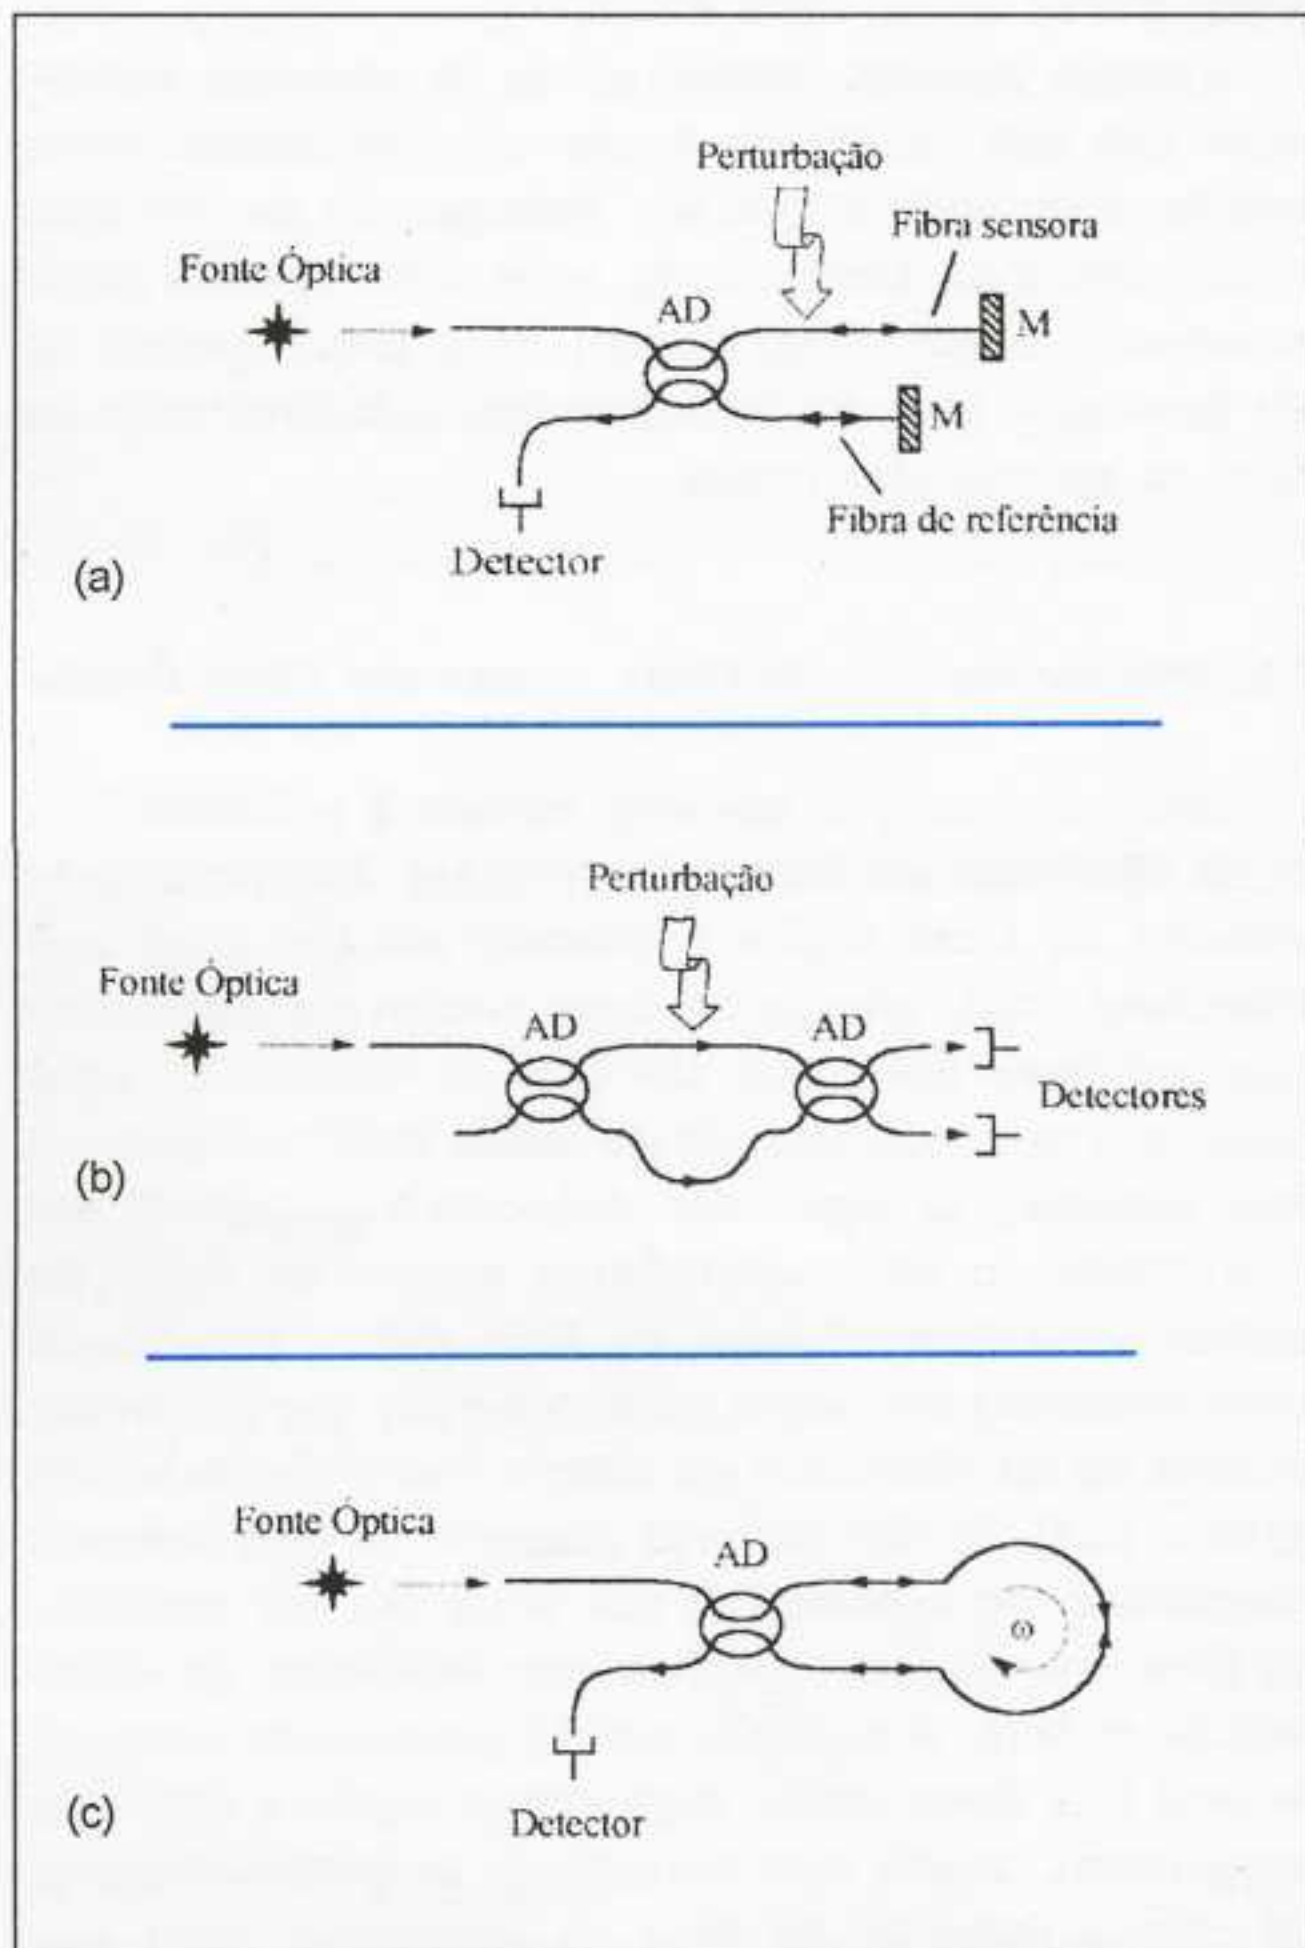 Perturbação
Fibra sensora
Fonte Óptica
AD
M
M
Fibra de referência
Detector
(a)
Perturbação
Fonte Óptica
AD
AD
Detectores
(b)
Fonte Óptica
AD
ω
Detector
(c)